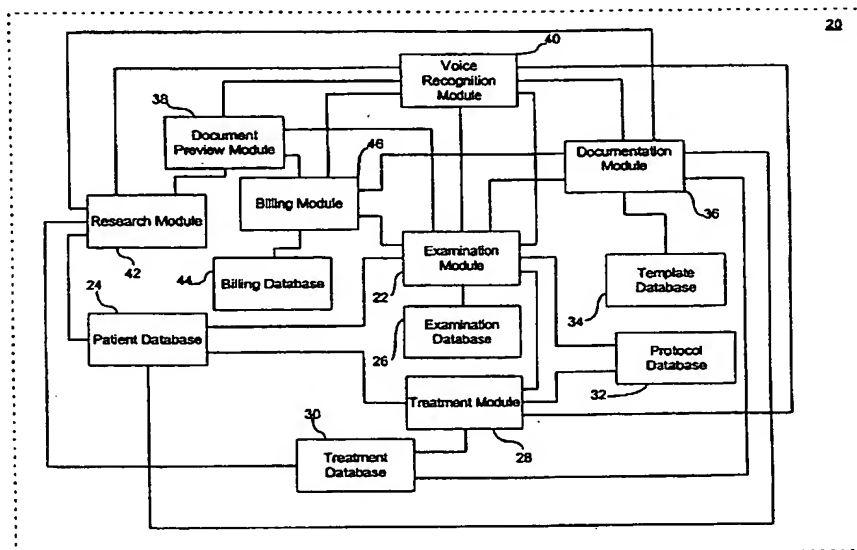 20
40
Voice
Recognition
Module
38
Document
Preview Module
46
Documentation
Module
36
Billing Module
Research Module
42
Examination
Module
22
44
Billing Database
24
Template
Database
34
Patient Database
26
Examination
Database
Protocol
Database
32
Treatment Module
28
30
Treatment
Database